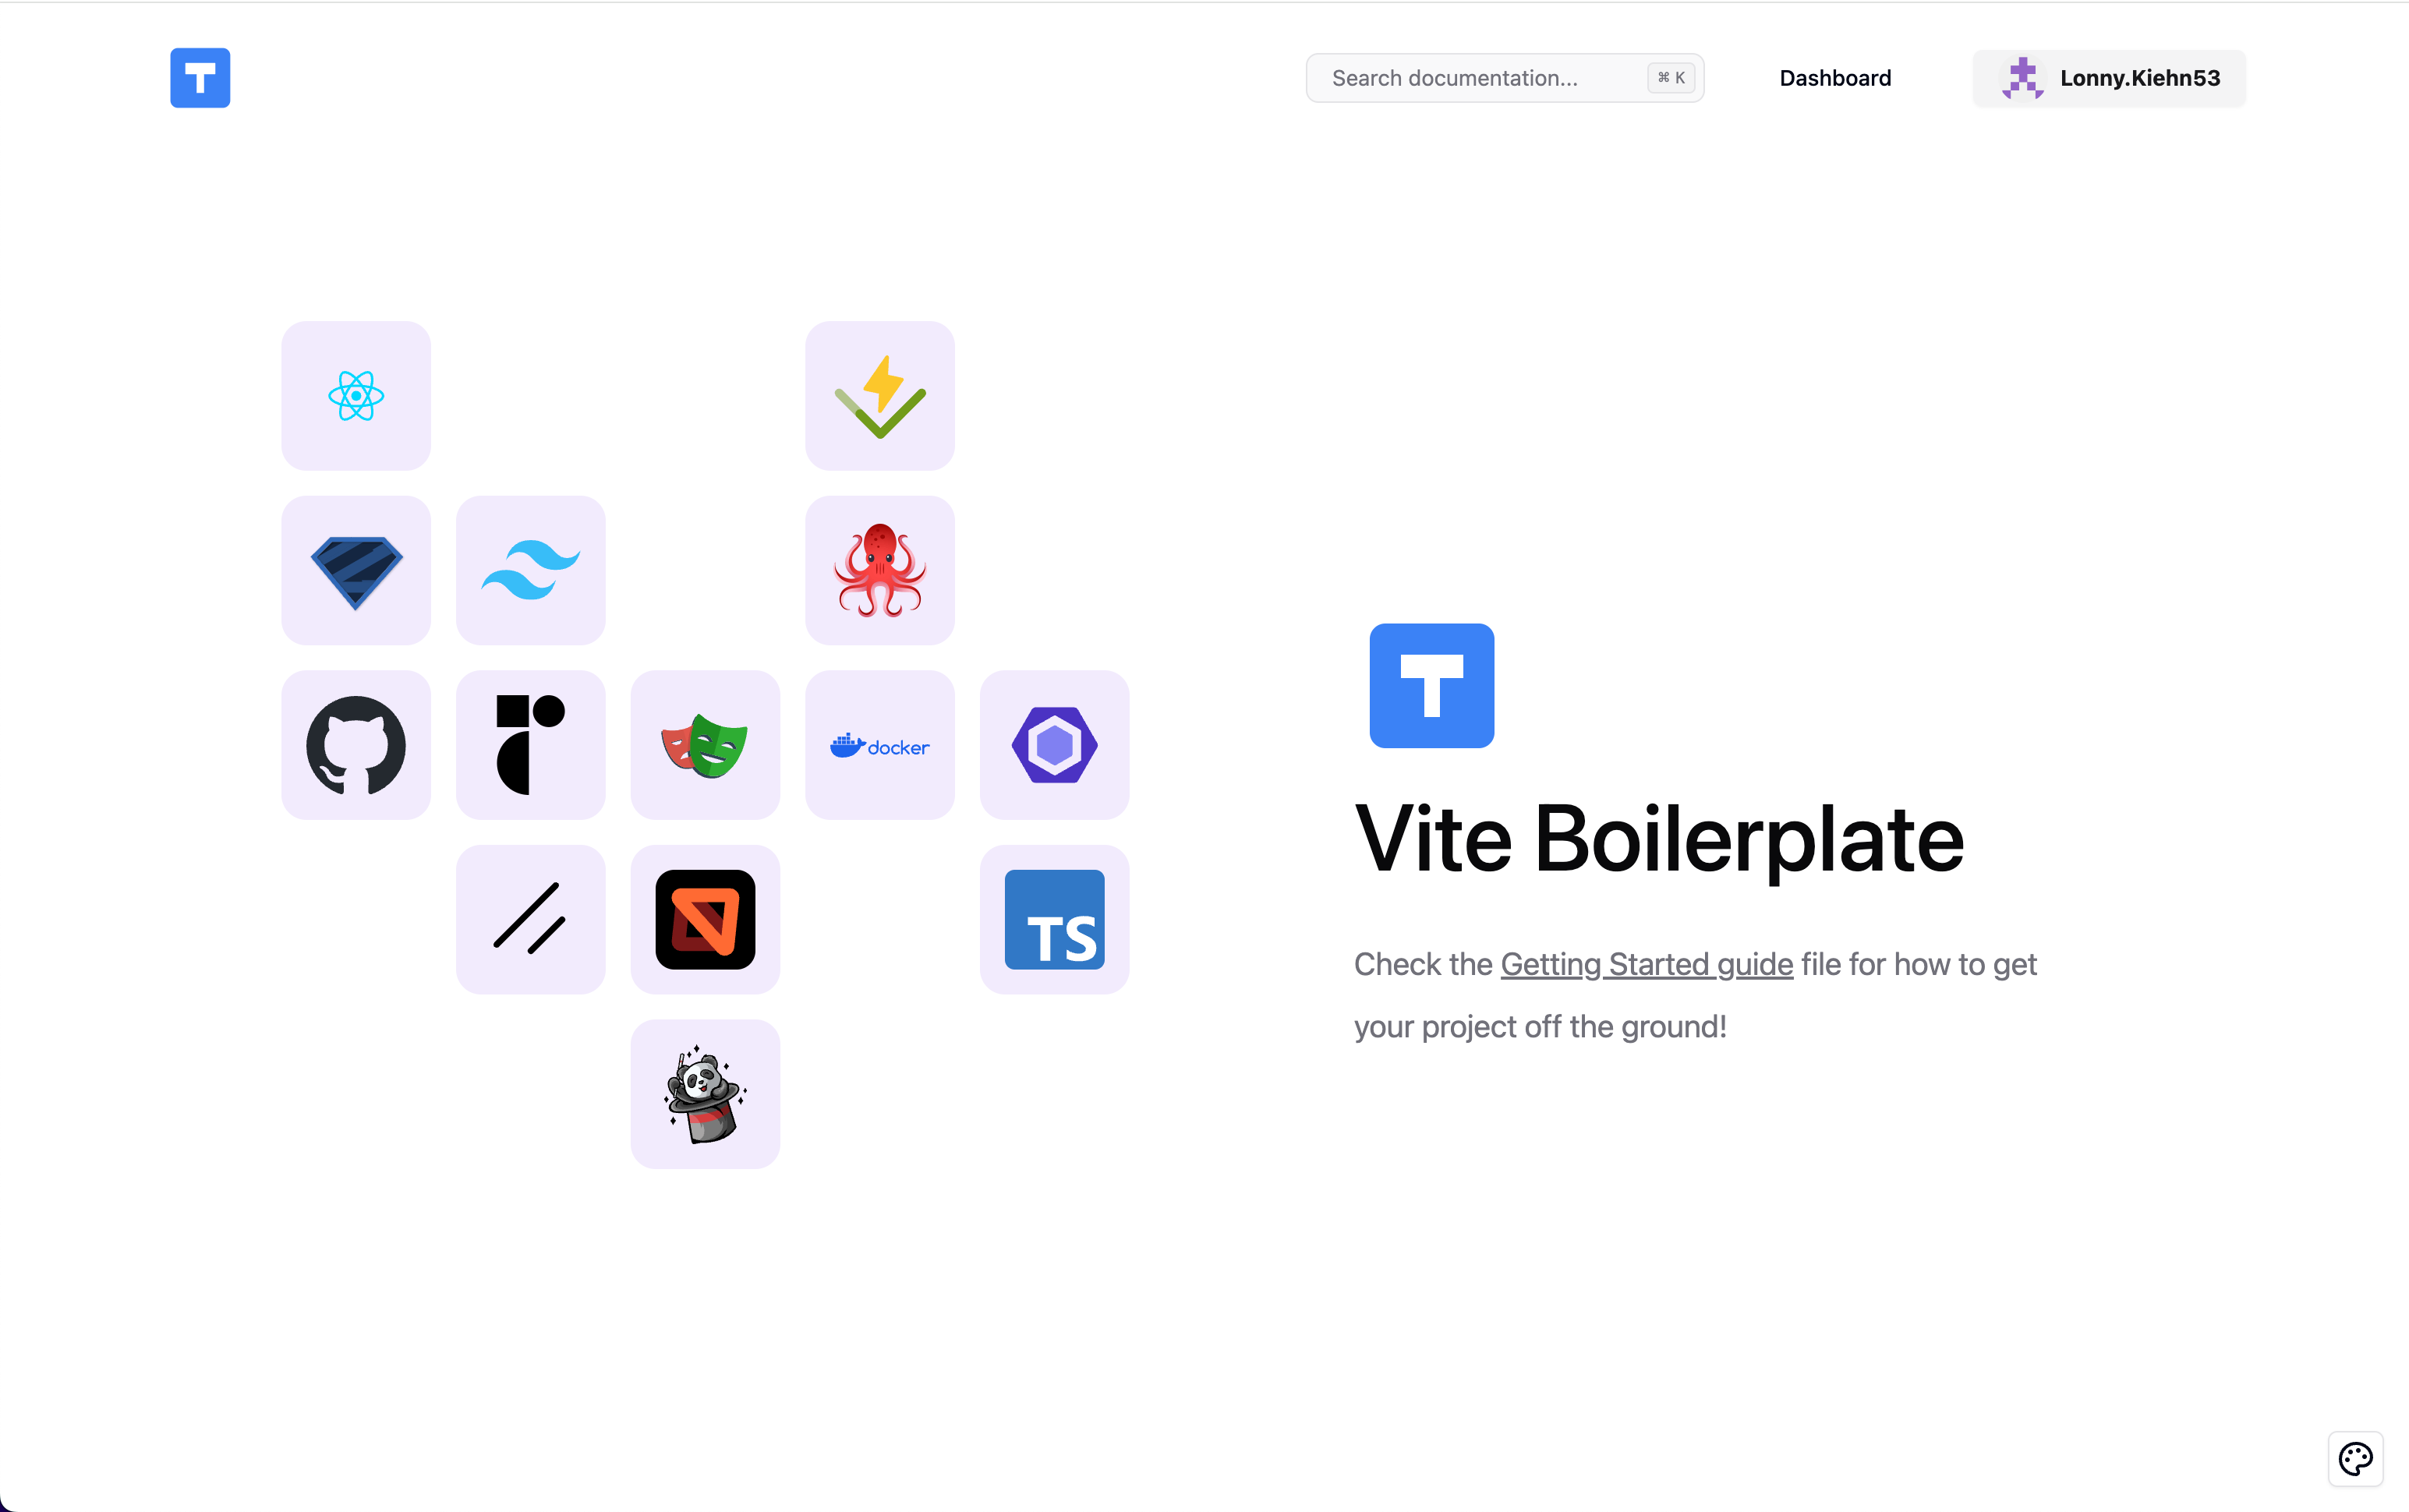 T
Search documentation...
⌘ K
Dashboard
Lonny.Kiehn53
docker
TS
T
Vite Boilerplate
Check the Getting Started guide file for how to get
your project off the ground!